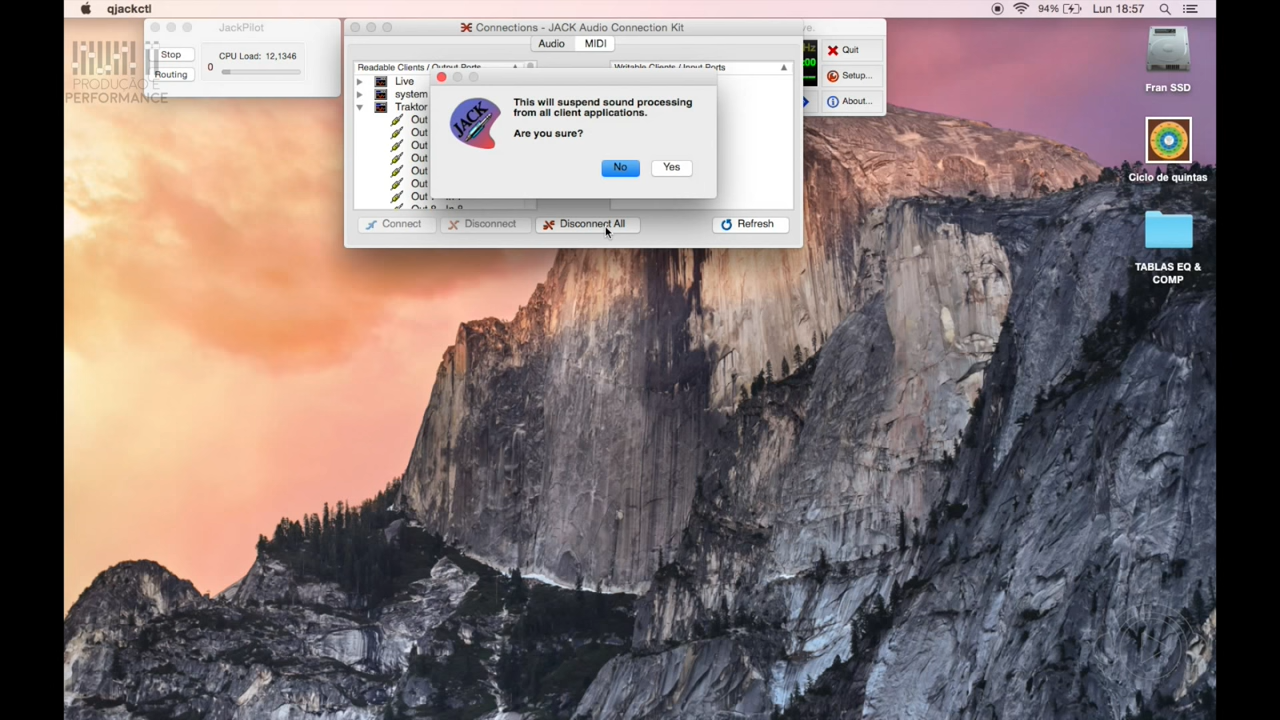 qjackctl
94%
Lun 18:57
JackPilot
Stop
Routing
0
CPU Load: 12,1346
PRODUÇÃO E
PERFORMANCE
Connections - JACK Audio Connection Kit
Audio
MIDI
Readable Clients / Output Ports
Writable Clients / Input Ports
Live
system
Traktor
Out
Out
Out
Out
Out
Out
This will suspend sound processing
from all client applications.
Are you sure?
No
Yes
Connect
Disconnect
Disconnect All
Refresh
Quit
Setup...
About...
Fran SSD
Ciclo de quintas
TABLAS EQ &
COMP